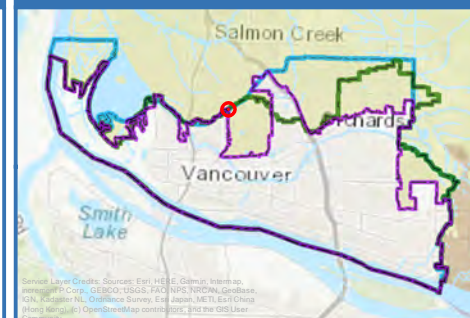 Salmon Creek
rchards
Vancouver
Smith
Lake
Service Layer Credits: Sources: Esri, HERE, Garmin, Intermap,
increment P Corp., GEBCO, USGS, FAO, NPS, NRCAN, GeoBase,
IGN, Kadaster NL, Ordnance Survey, Esri Japan, METI, Esri China
(Hong Kong), (c) OpenStreetMap contributors, and the GIS User